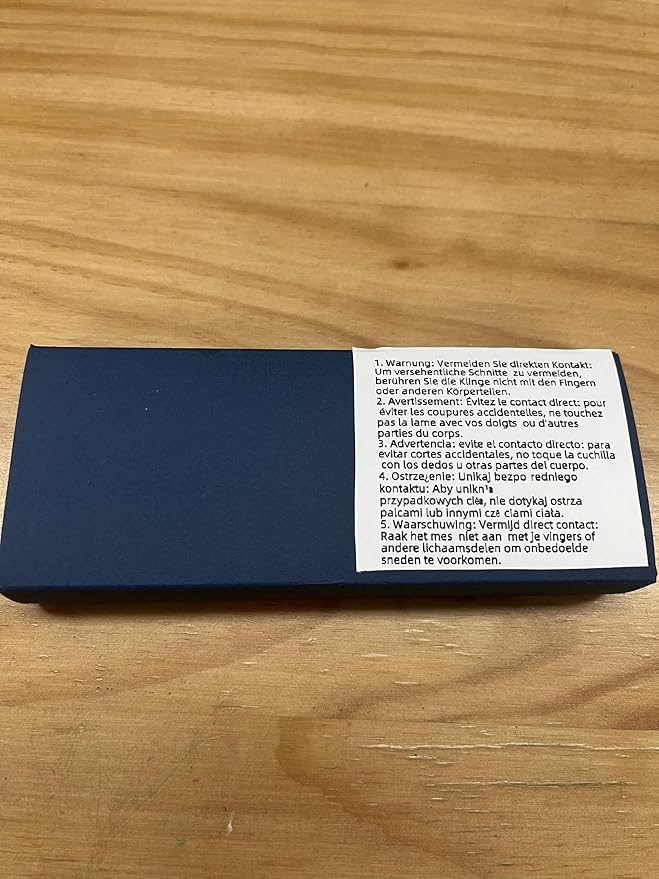 1. Warnung: Vermeiden Sie direkten Kontakt:
Um versehentliche Schnitte zu vermeiden,
berühren Sie die Klinge nicht mit den Fingern
oder anderen Körperteilen.
2. Avertissement: Évitez le contact direct: pour
éviter les coupures accidentelles, ne touchez
pas la lame avec vos doigts ou d'autres
parties du corps.
3. Advertencia: evite el contacto directo: para
evitar cortes accidentales, no toque la cuchilla
con los dedos u otras partes del cuerpo.
4. Unikaj bezpo redniego
kontaktu: Aby
przypadkowych nie dotykaj ostrza
palcami lub innymi ciała.
5. Waarschuwing: Vermijd direct contact:
Raak het mes niet aan met je vingers of
andere lichaamsdelen om onbedoelde
sneden te voorkomen.